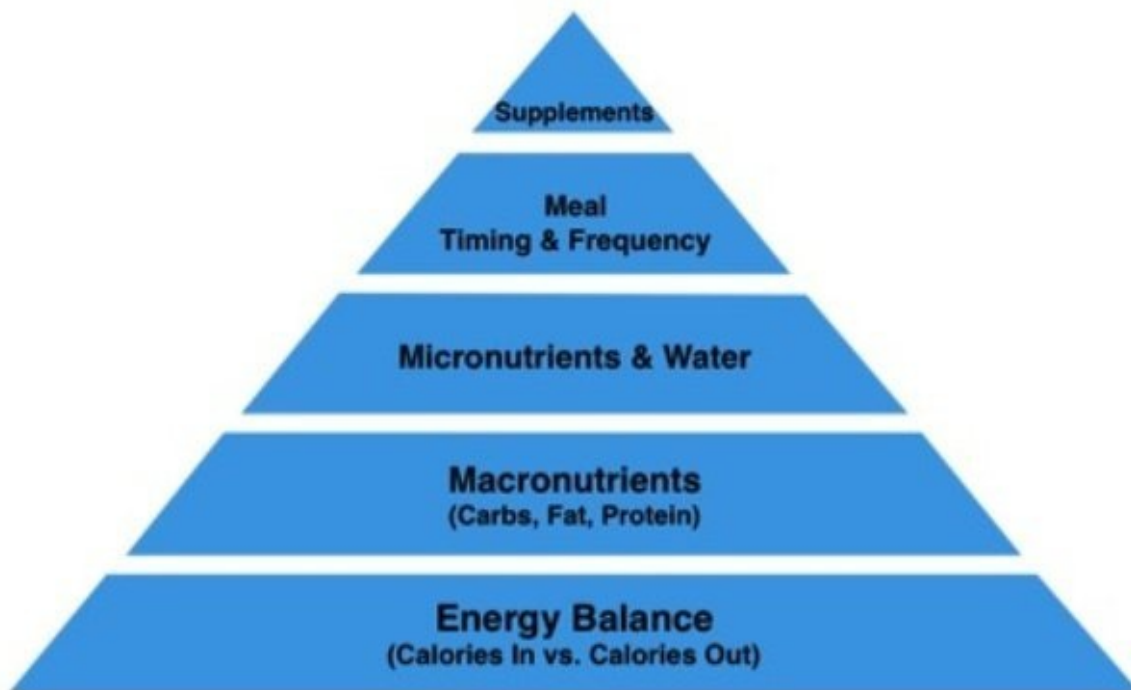 Supplements
Meal
Timing & Frequency
Micronutrients & Water
Macronutrients
(Carbs, Fat, Protein)
Energy Balance
(Calories In vs. Calories Out)